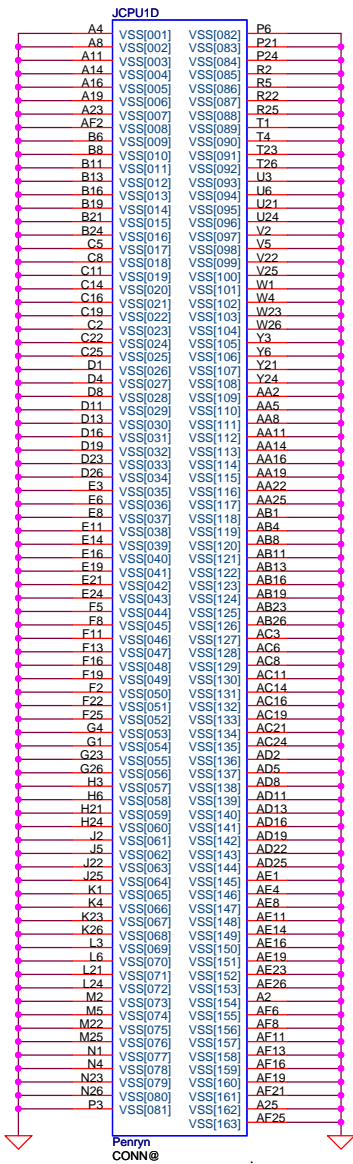 JCPU1D
A4 VSS[001] VSS[082] P6
A8 VSS[002] VSS[083] P21
A11 VSS[003] VSS[084] P24
A14 VSS[004] VSS[085] R2
A16 VSS[005] VSS[086] R5
A19 VSS[006] VSS[087] R22
A23 VSS[007] VSS[088] R25
AF2 VSS[008] VSS[089] T1
B6 VSS[009] VSS[090] T4
B8 VSS[010] VSS[091] T23
B11 VSS[011] VSS[092] T26
B13 VSS[012] VSS[093] U3
B16 VSS[013] VSS[094] U6
B19 VSS[014] VSS[095] U21
B21 VSS[015] VSS[096] U24
B24 VSS[016] VSS[097] V2
C5 VSS[017] VSS[098] V5
C8 VSS[018] VSS[099] V22
C11 VSS[019] VSS[100] V25
C14 VSS[020] VSS[101] W1
C16 VSS[021] VSS[102] W4
C19 VSS[022] VSS[103] W23
C2 VSS[023] VSS[104] W26
C22 VSS[024] VSS[105] Y3
C25 VSS[025] VSS[106] Y6
D1 VSS[026] VSS[107] Y21
D4 VSS[027] VSS[108] Y24
D8 VSS[028] VSS[109] AA2
D11 VSS[029] VSS[110] AA5
D13 VSS[030] VSS[111] AA8
D16 VSS[031] VSS[112] AA11
D19 VSS[032] VSS[113] AA14
D23 VSS[033] VSS[114] AA16
D26 VSS[034] VSS[115] AA19
E3 VSS[035] VSS[116] AA22
E6 VSS[036] VSS[117] AA25
E8 VSS[037] VSS[118] AB1
E11 VSS[038] VSS[119] AB4
E14 VSS[039] VSS[120] AB8
E16 VSS[040] VSS[121] AB11
E19 VSS[041] VSS[122] AB13
E21 VSS[042] VSS[123] AB16
E24 VSS[043] VSS[124] AB19
F5 VSS[044] VSS[125] AB23
F8 VSS[045] VSS[126] AB26
F11 VSS[046] VSS[127] AC3
F13 VSS[047] VSS[128] AC6
F16 VSS[048] VSS[129] AC8
F19 VSS[049] VSS[130] AC11
F2 VSS[050] VSS[131] AC14
F22 VSS[051] VSS[132] AC16
F25 VSS[052] VSS[133] AC19
G4 VSS[053] VSS[134] AC21
G1 VSS[054] VSS[135] AC24
G23 VSS[055] VSS[136] AD2
G26 VSS[056] VSS[137] AD5
H3 VSS[057] VSS[138] AD8
H6 VSS[058] VSS[139] AD11
H21 VSS[059] VSS[140] AD13
H24 VSS[060] VSS[141] AD16
J2 VSS[061] VSS[142] AD19
J5 VSS[062] VSS[143] AD22
J22 VSS[063] VSS[144] AD25
J25 VSS[064] VSS[145] AE1
K1 VSS[065] VSS[146] AE4
K4 VSS[066] VSS[147] AE8
K23 VSS[067] VSS[148] AE11
K26 VSS[068] VSS[149] AE14
L3 VSS[069] VSS[150] AE16
L6 VSS[070] VSS[151] AE19
L21 VSS[071] VSS[152] AE23
L24 VSS[072] VSS[153] AE26
M2 VSS[073] VSS[154] A2
M5 VSS[074] VSS[155] AF6
M22 VSS[075] VSS[156] AF8
M25 VSS[076] VSS[157] AF11
N1 VSS[077] VSS[158] AF13
N4 VSS[078] VSS[159] AF16
N23 VSS[079] VSS[160] AF19
N26 VSS[080] VSS[161] AF21
P3 VSS[081] VSS[162] A25
VSS[163] AF25
Penryn
CONN@